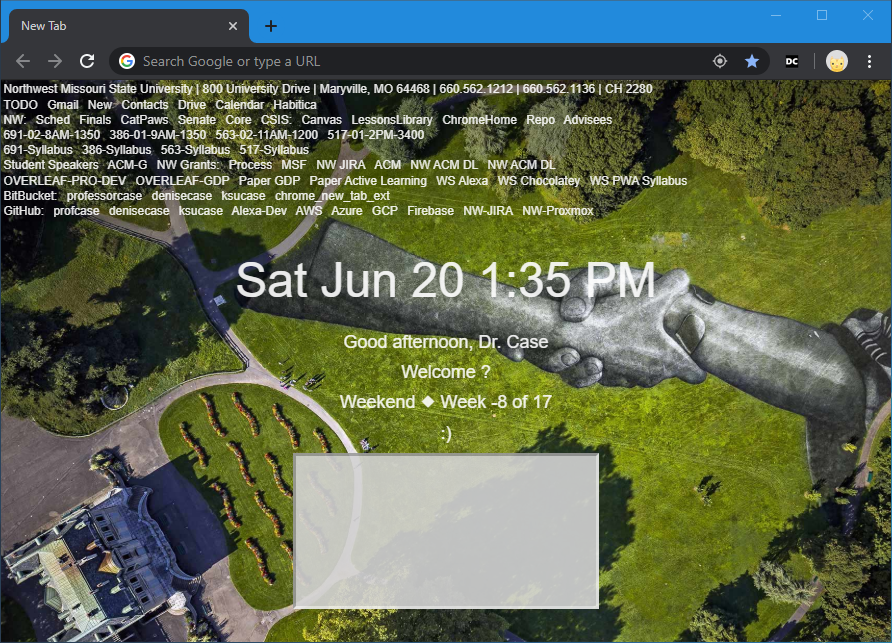 New Tab
Search Google or type a URL
DC
Northwest Missouri State University | 800 University Drive | Maryville, MO 64468 | 660.562.1212 | 660.562.1136 | CH 2280
TODO Gmail New Contacts Drive Calendar Habitica
NW: Sched Finals CatPaws Senate Core CSIS: Canvas LessonsLibrary ChromeHome Repo Advisees
691-02-8AM-1350 386-01-9AM-1350 563-02-11AM-1200 517-01-2PM-3400
691-Syllabus 386-Syllabus 563-Syllabus 517-Syllabus
Student Speakers ACM-G NW Grants: Process MSF NW JIRA ACM NW ACM DL NW ACM DL
OVERLEAF-PRO-DEV OVERLEAF-GDP Paper GDP Paper Active Learning WS Alexa WS Chocolatey WS PWA Syllabus
BitBucket: professorcase denisecase ksucase chrome_new_tab_ext
GitHub: profcase denisecase ksucase Alexa-Dev AWS Azure GCP Firebase NW-JIRA NW-Proxmox
Sat Jun 20 1:35 PM
Good afternoon, Dr. Case
Welcome ?
Weekend ◆ Week -8 of 17
:)